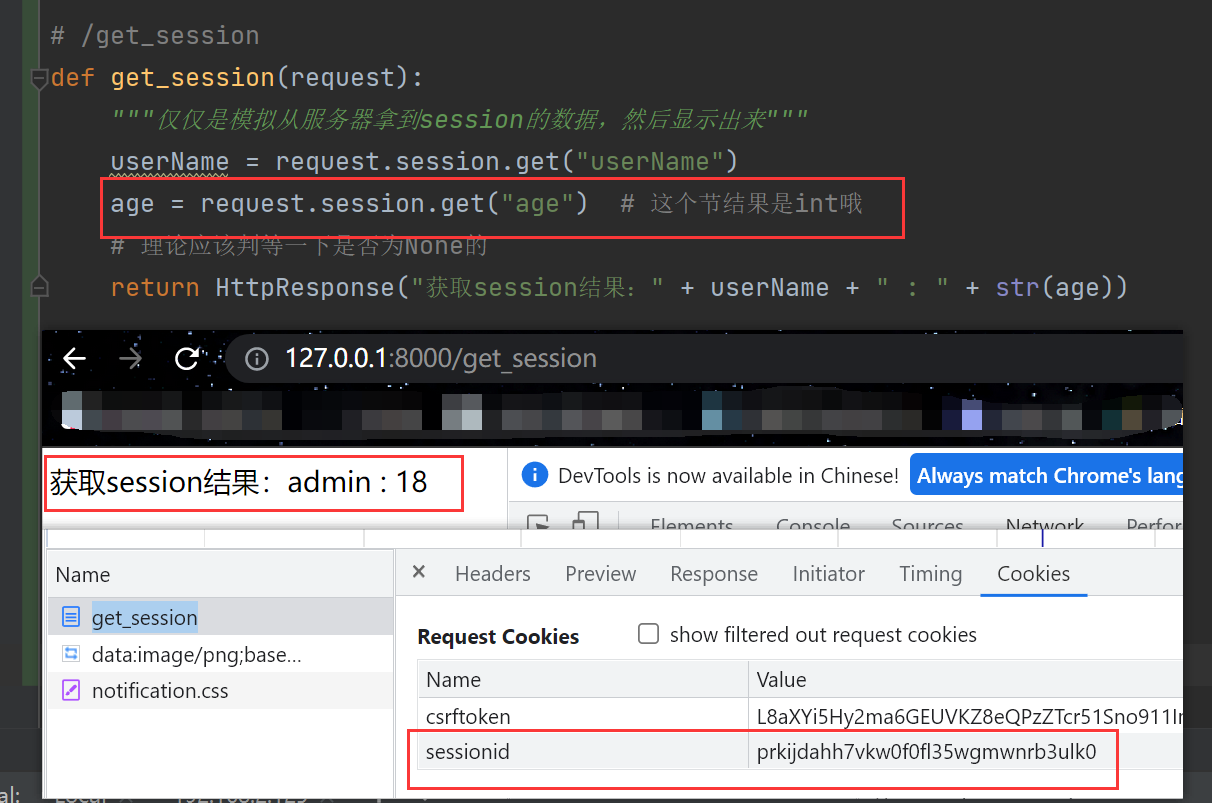 # /get_session
def get_session(request):
"""仅仅是模拟从服务器拿到session的数据，然后显示出来"""
userName = request.session.get("userName")
age = request.session.get("age")  # 这个节结果是int哦
# 理论应该判等一下是否为None的
return HttpResponse("获取session结果：" + userName + " : " + str(age))
127.0.0.1:8000/get_session
获取session结果：admin : 18
DevTools is now available in Chinese!
Always match Chrome's lang
Elements Console Sources Network Perfor
Name
Headers Preview Response Initiator Timing Cookies
get_session
data:image/png;base…
notification.css
Request Cookies
show filtered out request cookies
Name Value
csrftoken L8aXYi5Hy2ma6GEUVKZ8eQPzZTcr51Sno911
sessionid prkijdahh7vkw0f0fl35wgmwnrb3ulk0